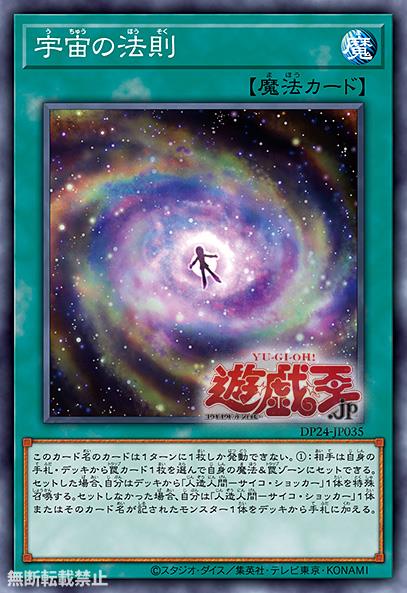 宇宙の法則
魔
【魔法カード】
YU-GI-OH!
遊戯王.jp
DP24-JP035
このカード名のカードは1ターンに1枚しか発動できない。①:相手は自身の
手札・デッキから罠カード1枚を選んで自身の魔法&罠ゾーンにセットできる。
セットした場合、自分はデッキから「人造人間-サイコ・ショッカー」1体を特殊
召喚する。セットしなかった場合、自分は「人造人間-サイコ・ショッカー」1体
またはそのカード名が記されたモンスター1体をデッキから手札に加える。
無断転載禁止
©スタジオ・ダイス/集英社・テレビ東京・KONAMI